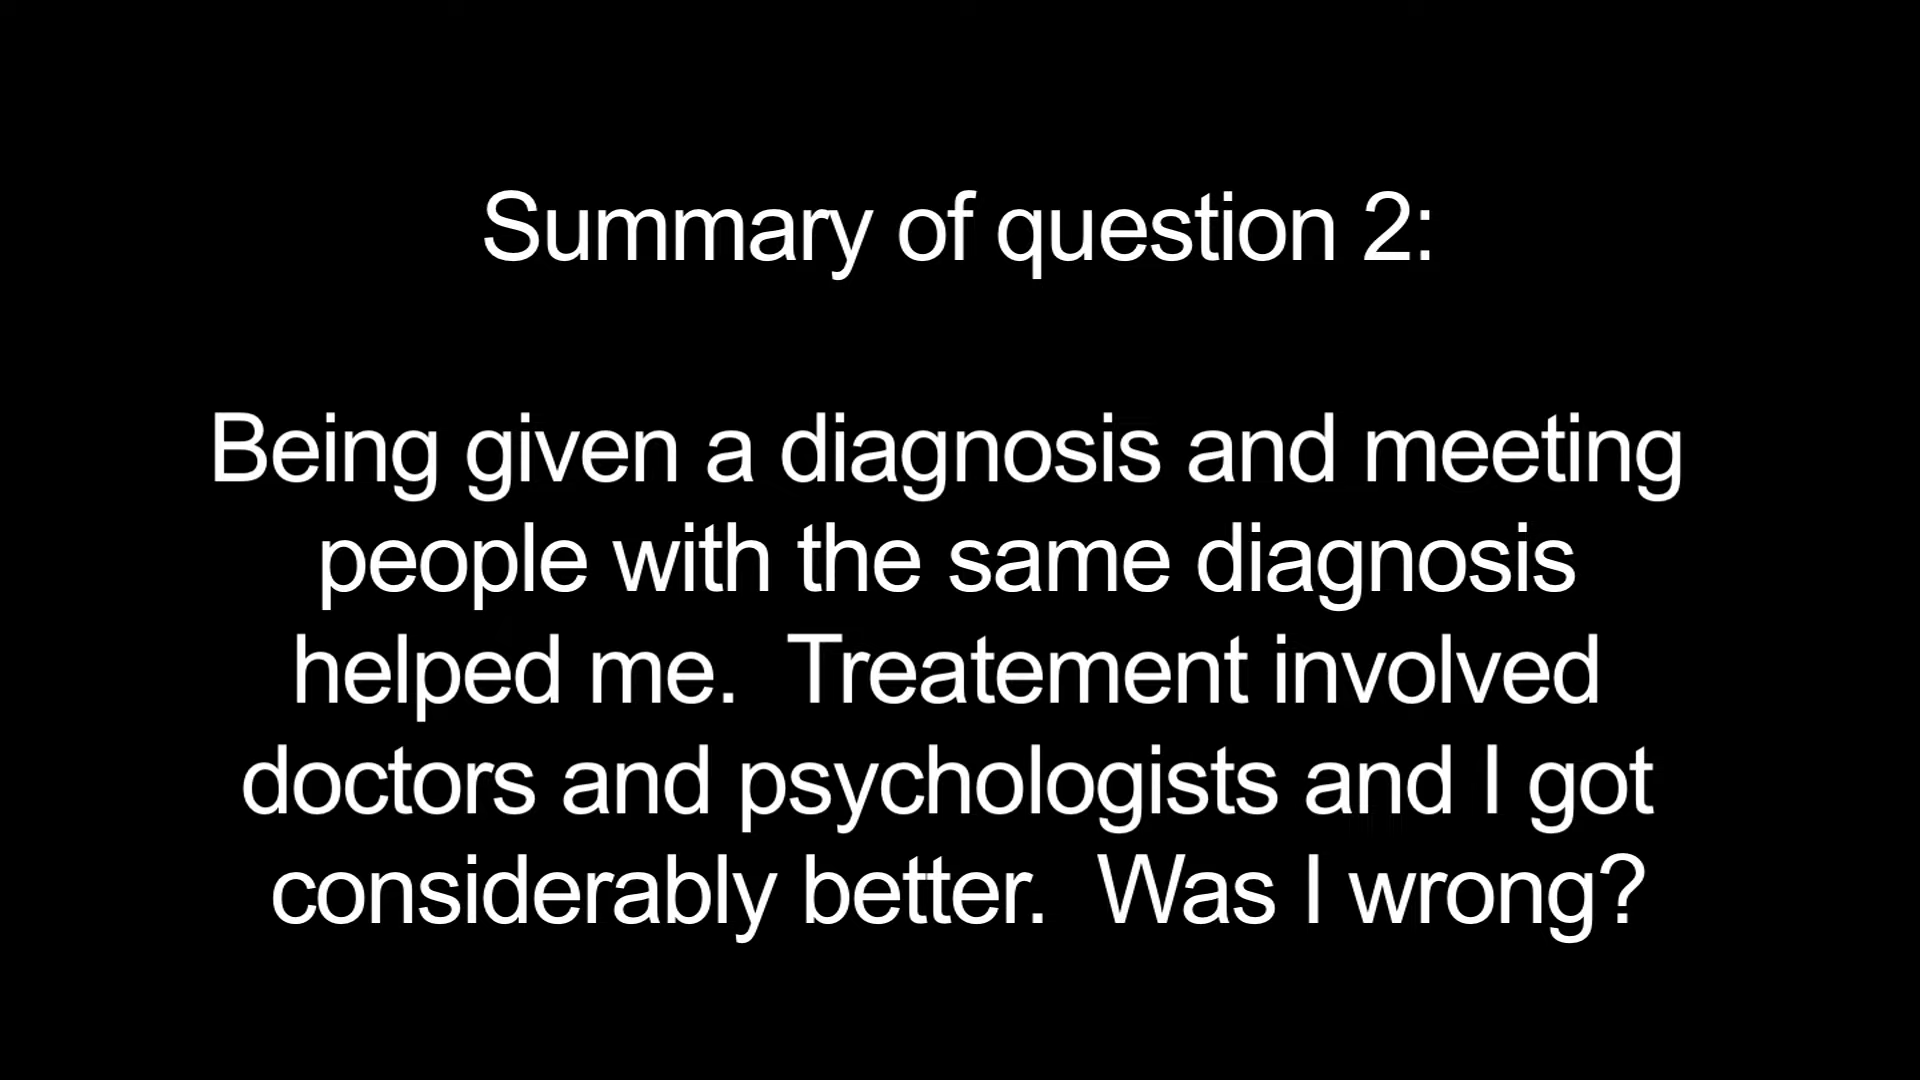 Summary of question 2:
Being given a diagnosis and meeting
people with the same diagnosis
helped me.  Treatement involved
doctors and psychologists and I got
considerably better.  Was I wrong?